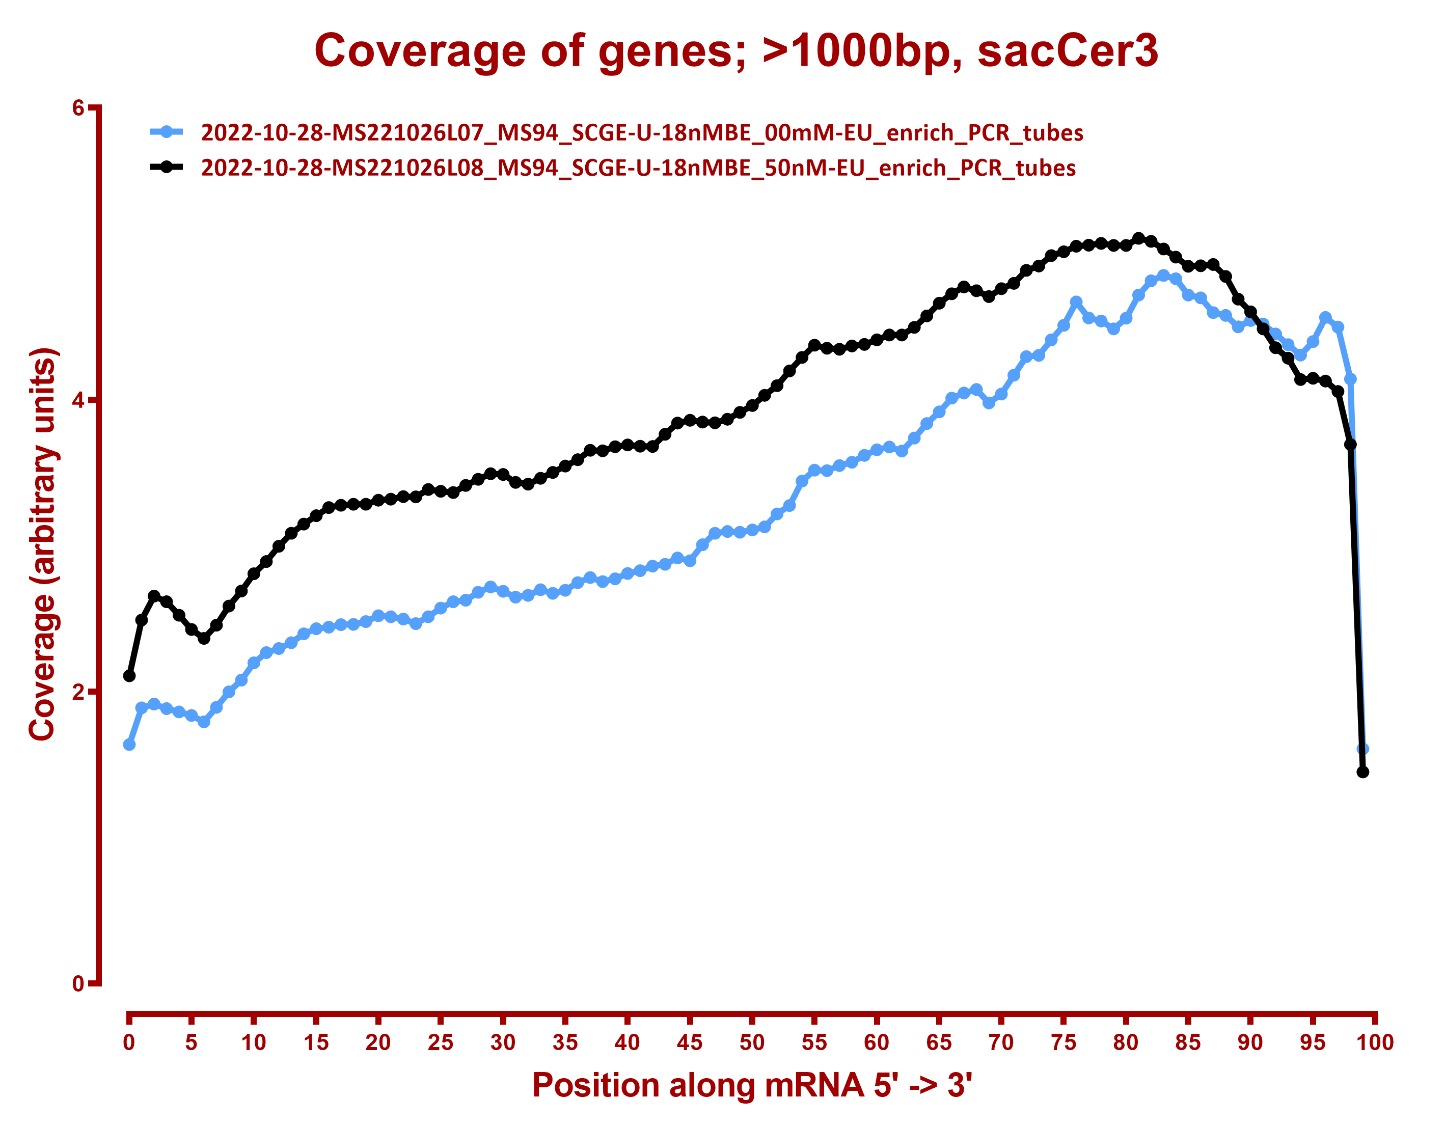 Coverage of genes; >1000bp, sacCer3
2022-10-28-MS221026L07_MS94_SCGE-U-18nMBE_00mM-EU_enrich_PCR_tubes
2022-10-28-MS221026L08_MS94_SCGE-U-18nMBE_50nM-EU_enrich_PCR_tubes
Coverage (arbitrary units)
6
4
2
0
0 5 10 15 20 25 30 35 40 45 50 55 60 65 70 75 80 85 90 95 100
Position along mRNA 5' -> 3'